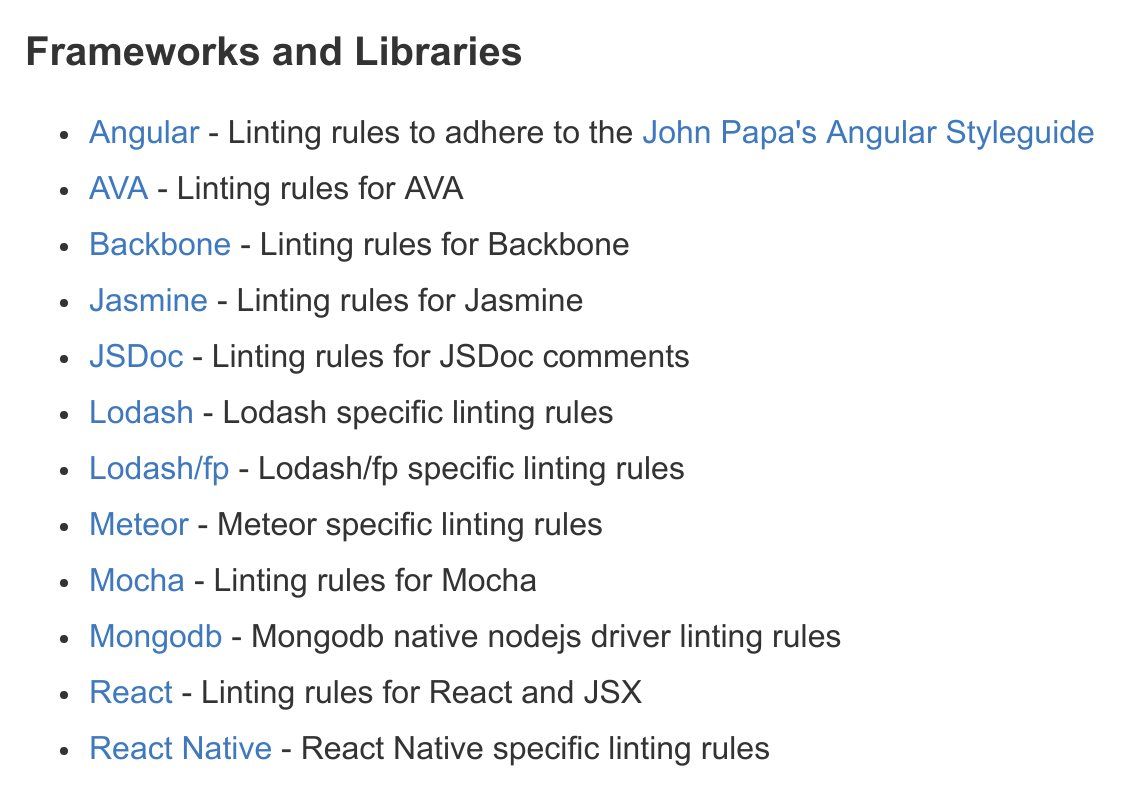 Frameworks and Libraries
• Angular - Linting rules to adhere to the John Papa's Angular Styleguide
• AVA - Linting rules for AVA
• Backbone - Linting rules for Backbone
• Jasmine - Linting rules for Jasmine
• JSDoc - Linting rules for JSDoc comments
• Lodash - Lodash specific linting rules
• Lodash/fp - Lodash/fp specific linting rules
• Meteor - Meteor specific linting rules
• Mocha - Linting rules for Mocha
• Mongodb - Mongodb native nodejs driver linting rules
• React - Linting rules for React and JSX
• React Native - React Native specific linting rules